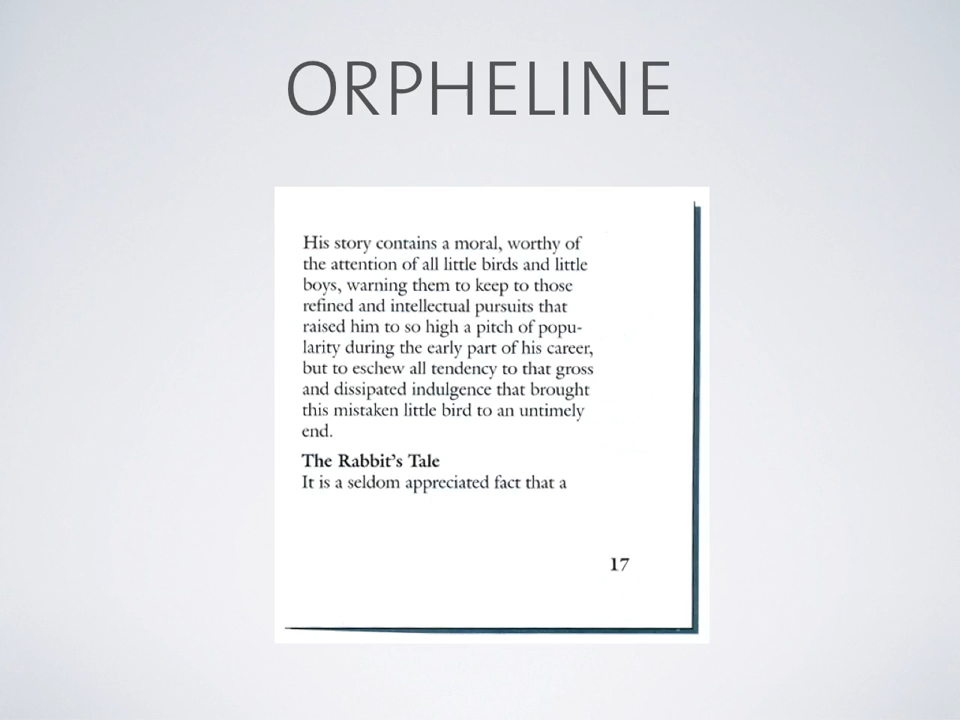 ORPHELINE
His story contains a moral, worthy of
the attention of all little birds and little
boys, warning them to keep to those
refined and intellectual pursuits that
raised him to so high a pitch of popu-
larity during the early part of his career,
but to eschew all tendency to that gross
and dissipated indulgence that brought
this mistaken little bird to an untimely
end.
The Rabbit's Tale
It is a seldom appreciated fact that a
17